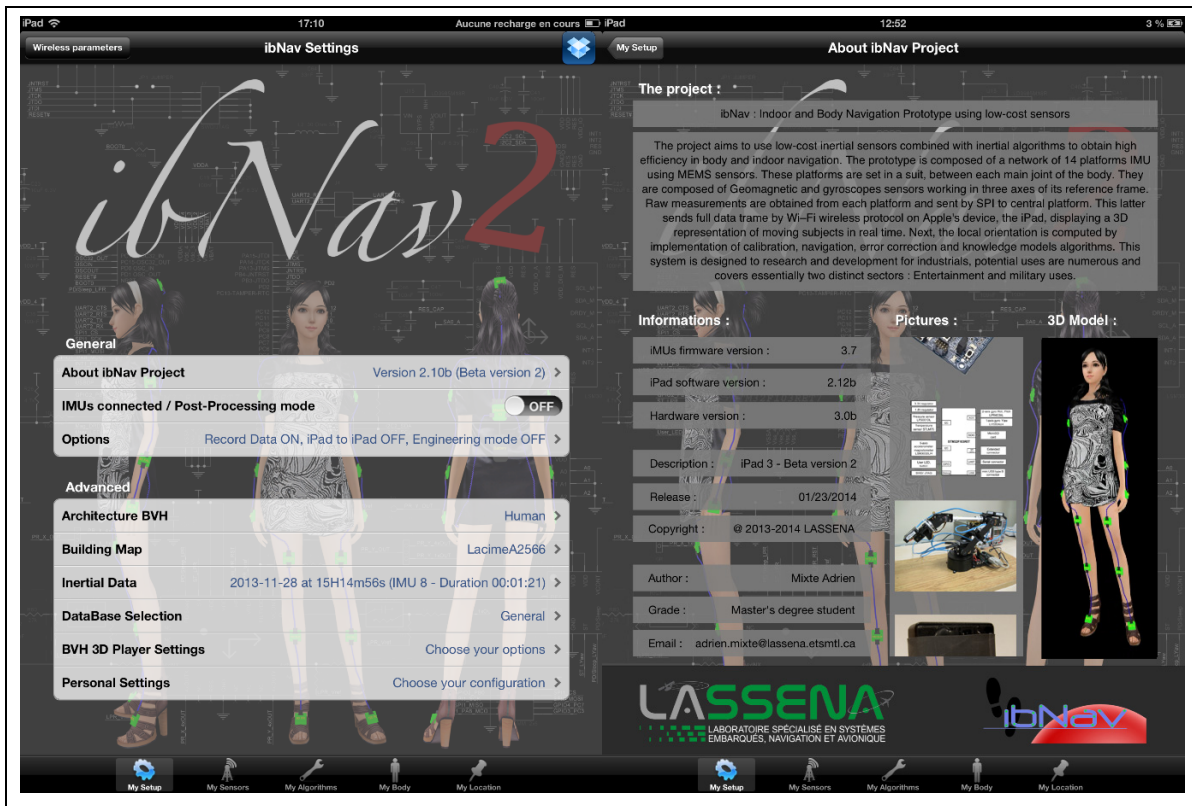 iPad
17:10
Aucune recharge en cours
Wireless parameters
ibNav Settings
ibNav2
General
About ibNav Project Version 2.10b (Beta version 2)
IMUs connected / Post-Processing mode OFF
Options Record Data ON, iPad to iPad OFF, Engineering mode OFF
Advanced
Architecture BVH Human
Building Map LacimeA2566
Inertial Data 2013-11-28 at 15H14m56s (IMU 8 - Duration 00:01:21)
DataBase Selection General
BVH 3D Player Settings Choose your options
Personal Settings Choose your configuration
My Setup My Sensors My Algorithms My Body My Location
iPad
12:52
3 %
My Setup
About ibNav Project
The project :
ibNav : Indoor and Body Navigation Prototype using low-cost sensors
The project aims to use low-cost inertial sensors combined with inertial algorithms to obtain high
efficiency in body and indoor navigation. The prototype is composed of a network of 14 platforms IMU
using MEMS sensors. These platforms are set in a suit, between each main joint of the body. They
are composed of Geomagnetic and gyroscopes sensors working in three axes of its reference frame.
Raw measurements are obtained from each platform and sent by SPI to central platform. This latter
sends full data trame by Wi–Fi wireless protocol on Apple's device, the iPad, displaying a 3D
representation of moving subjects in real time. Next, the local orientation is computed by
implementation of calibration, navigation, error correction and knowledge models algorithms. This
system is designed to research and development for industrials, potential uses are numerous and
covers essentially two distinct sectors : Entertainment and military uses.
Informations :
iMUs firmware version : 3.7
iPad software version : 2.12b
Hardware version : 3.0b
Description : iPad 3 - Beta version 2
Release : 01/23/2014
Copyright : @ 2013-2014 LASSENA
Author : Mixte Adrien
Grade : Master's degree student
Email : adrien.mixte@lassena.etsmtl.ca
Pictures :
3D Model :
LASSENA
LABORATOIRE SPÉCIALISÉ EN SYSTÈMES
EMBARQUÉS, NAVIGATION ET AVIONIQUE
ibNav
My Setup My Sensors My Algorithms My Body My Location